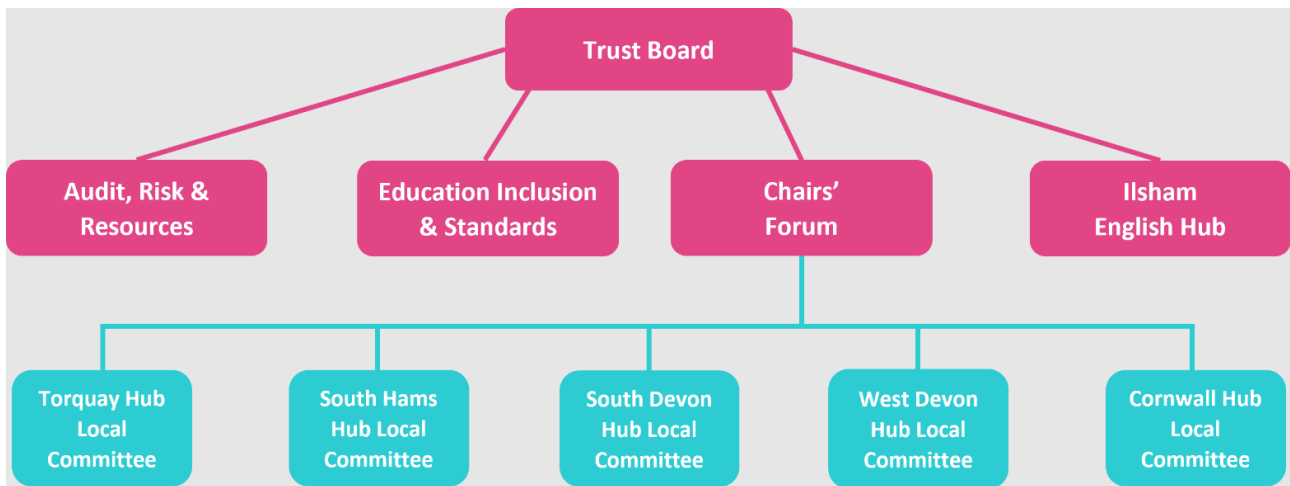 Trust Board
Audit, Risk &
Resources
Education Inclusion
& Standards
Chairs’
Forum
Ilsham
English Hub
Torquay Hub
Local
Committee
South Hams
Hub Local
Committee
South Devon
Hub Local
Committee
West Devon
Hub Local
Committee
Cornwall Hub
Local
Committee